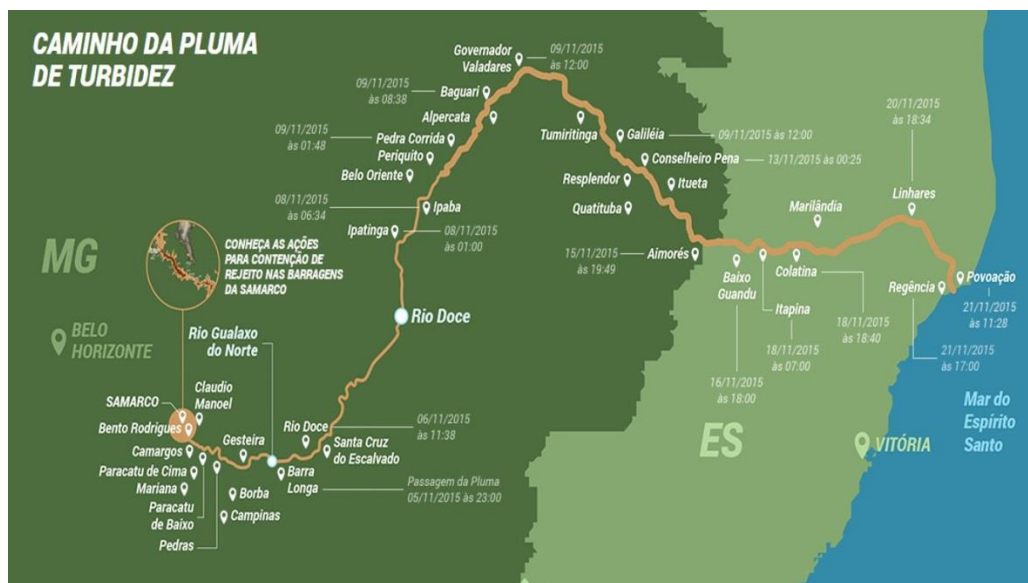 CAMINHO DA PLUMA
DE TURBIDEZ
Governador
Valadares
09/11/2015
às 12:00
09/11/2015
às 08:38
Baguari
Alpercata
09/11/2015
às 01:48
Pedra Corrida
Periquito
Belo Oriente
08/11/2015
às 06:34
Ipaba
Ipatinga
08/11/2015
às 01:00
Tumiritinga
Galiléia
09/11/2015 às 12:00
Conselheiro Pena
13/11/2015 às 00:25
Resplendor
Itueta
Quatituba
15/11/2015
às 19:49
Aimorés
20/11/2015
às 18:34
Linhares
Marilândia
Baixo
Guandu
16/11/2015
às 18:00
Itapina
18/11/2015
às 07:00
Colatina
18/11/2015
às 18:40
Regência
21/11/2015
às 17:00
Povoação
21/11/2015
às 11:28
MG
CONHEÇA AS AÇÕES
PARA CONTENÇÃO DE
REJEITO NAS BARRAGENS
DA SAMARCO
BELO
HORIZONTE
Rio Gualaxo
do Norte
Rio Doce
SAMARCO
Claudio
Manoel
Bento Rodrigues
Camargos
Paracatu de Cima
Mariana
Paracatu
de Baixo
Pedras
Gesteira
Borba
Campinas
Rio Doce
06/11/2015
às 11:38
Santa Cruz
do Escalvado
Barra
Longa
Passagem da Pluma
05/11/2015 às 23:00
ES
VITÓRIA
Mar do
Espírito
Santo